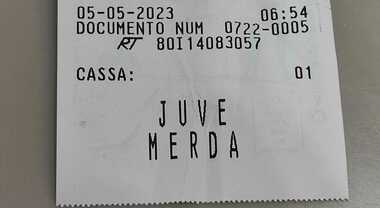 05-05-2023 06:54
DOCUMENTO NUM 0722-0005
RT 80I14083057
CASSA: 01
JUVE
MERDA